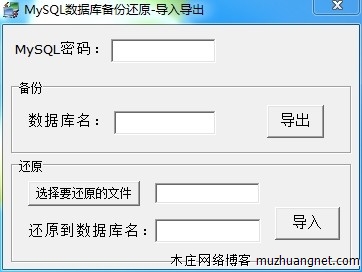 MySQL数据库备份还原-导入导出
MySQL密码：
备份
数据库名：
导出
还原
选择要还原的文件
还原到数据库名：
导入
木庄网络博客 muzhuangnet.com